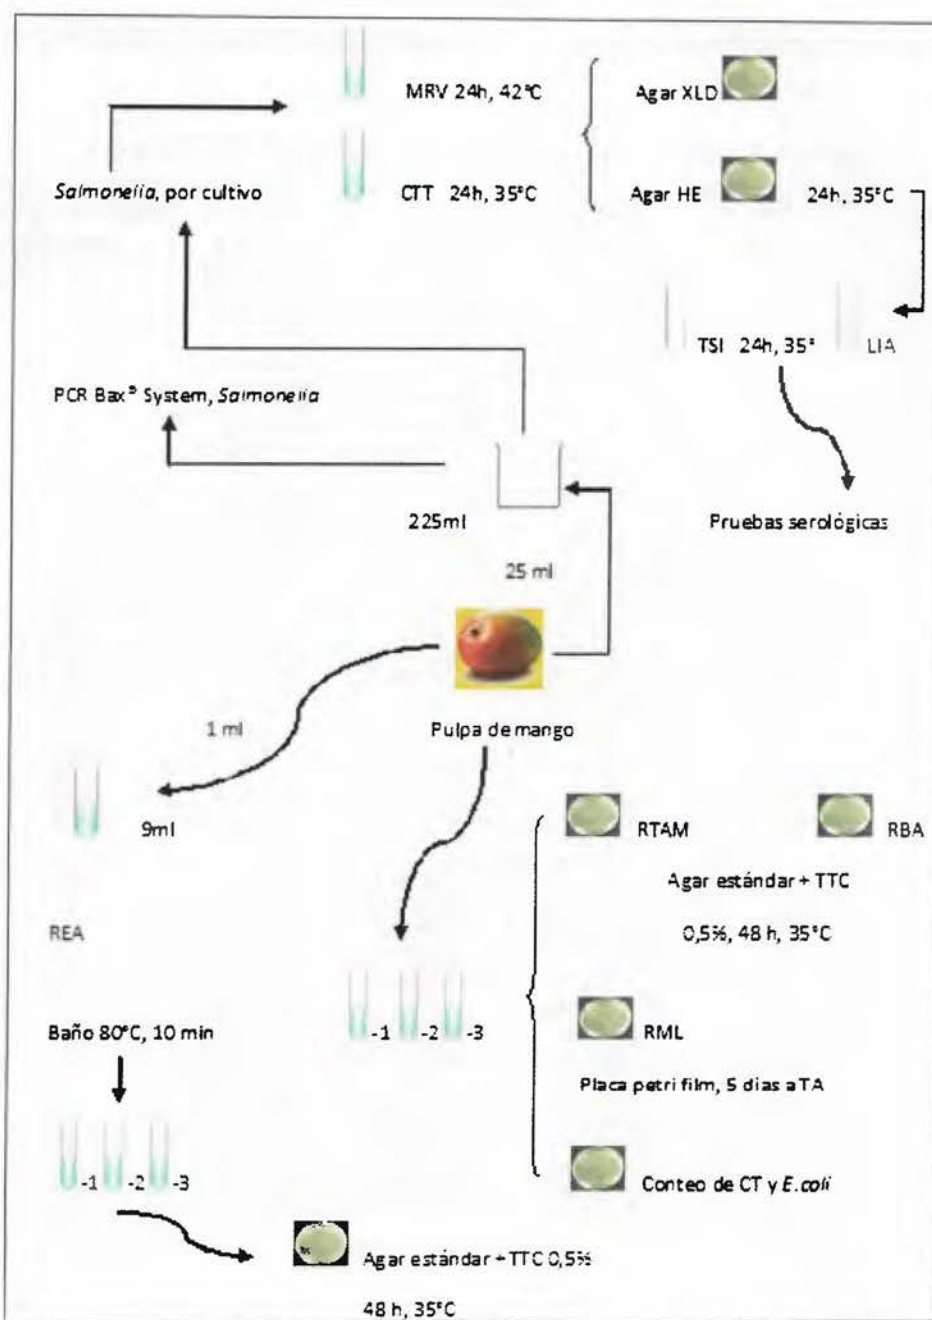 MRV 24h, 42°C
Agar XLD
Salmonella, por cultivo
CTT 24h, 35°C
Agar HE
24h, 35°C
TSI 24h, 35°
LIA
PCR Bax® System, Salmonella
225ml
Pruebas serológicas
25 ml
1 ml
Pulpa de mango
9ml
RTAM
RBA
Agar estándar + TTC
0,5%, 48 h, 35°C
REA
-1 -2 -3
RML
Baño 80°C, 10 min
Placa petri film, 5 dias a TA
-1 -2 -3
Conteo de CT y E.coli
Agar estándar + TTC 0,5%
48 h, 35°C